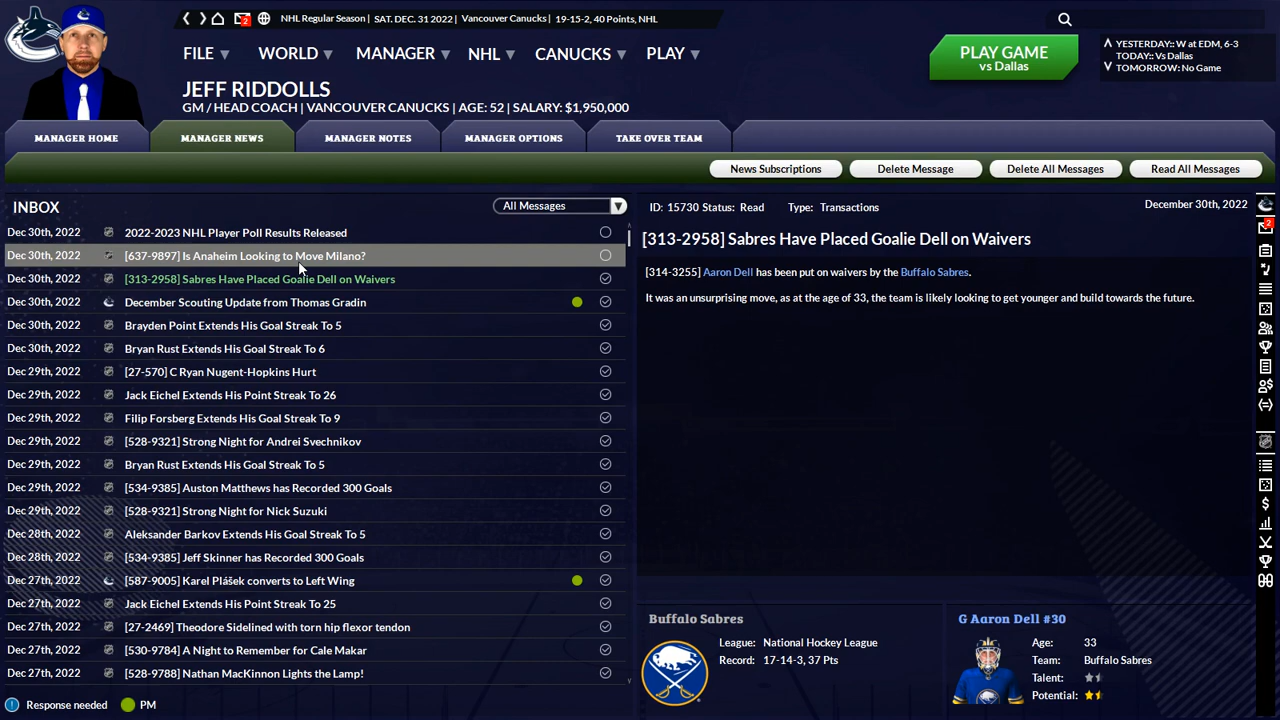 NHL Regular Season | SAT. DEC. 31 2022 | Vancouver Canucks | 19-15-2, 40 Points, NHL
2
FILE WORLD MANAGER NHL CANUCKS PLAY
PLAY GAME
vs Dallas
YESTERDAY:: W at EDM, 6-3
TODAY:: Vs Dallas
TOMORROW: No Game
JEFF RIDDOLLS
GM / HEAD COACH | VANCOUVER CANUCKS | AGE: 52 | SALARY: $1,950,000
MANAGER HOME MANAGER NEWS MANAGER NOTES MANAGER OPTIONS TAKE OVER TEAM
News Subscriptions Delete Message Delete All Messages Read All Messages
INBOX All Messages
Dec 30th, 2022 2022-2023 NHL Player Poll Results Released
Dec 30th, 2022 [637-9897] Is Anaheim Looking to Move Milano?
Dec 30th, 2022 [313-2958] Sabres Have Placed Goalie Dell on Waivers
Dec 30th, 2022 December Scouting Update from Thomas Gradin
Dec 30th, 2022 Brayden Point Extends His Goal Streak To 5
Dec 30th, 2022 Bryan Rust Extends His Goal Streak To 6
Dec 30th, 2022 [27-570] C Ryan Nugent-Hopkins Hurt
Dec 29th, 2022 Jack Eichel Extends His Point Streak To 26
Dec 29th, 2022 Filip Forsberg Extends His Goal Streak To 9
Dec 29th, 2022 [528-9321] Strong Night for Andrei Svechnikov
Dec 29th, 2022 Bryan Rust Extends His Goal Streak To 5
Dec 29th, 2022 [534-9385] Auston Matthews has Recorded 300 Goals
Dec 29th, 2022 [528-9321] Strong Night for Nick Suzuki
Dec 28th, 2022 Aleksander Barkov Extends His Goal Streak To 5
Dec 28th, 2022 [534-9385] Jeff Skinner has Recorded 300 Goals
Dec 27th, 2022 [587-9005] Karel Plášek converts to Left Wing
Dec 27th, 2022 Jack Eichel Extends His Point Streak To 25
Dec 27th, 2022 [27-2469] Theodore Sidelined with torn hip flexor tendon
Dec 27th, 2022 [530-9784] A Night to Remember for Cale Makar
Dec 27th, 2022 [528-9788] Nathan MacKinnon Lights the Lamp!
Response needed PM
ID: 15730 Status: Read Type: Transactions December 30th, 2022
[313-2958] Sabres Have Placed Goalie Dell on Waivers
[314-3255] Aaron Dell has been put on waivers by the Buffalo Sabres.
It was an unsurprising move, as at the age of 33, the team is likely looking to get younger and build towards the future.
Buffalo Sabres
League: National Hockey League
Record: 17-14-3, 37 Pts
G Aaron Dell #30
Age: 33
Team: Buffalo Sabres
Talent:
Potential:
2